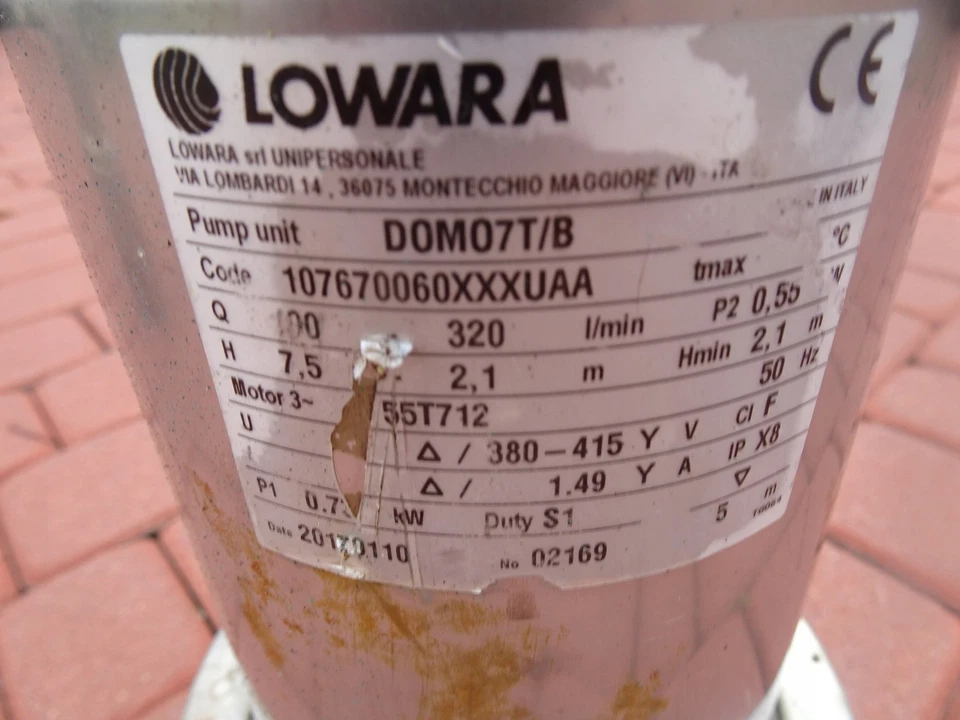 LOWARA CE
LOWARA srl UNIPERSONALE
VIA LOMBARDI 14 , 36075 MONTECCHIO MAGGIORE (VI) - ITA
IN ITALY
Pump unit DOMO7T/B
Code 107670060XXXUAA tmax °C
Q 100 320 l/min P2 0,55 W
H 7,5 - 2,1 m Hmin 2,1 m
Motor 3~ 55T712 50 Hz
U Δ / 380-415 Y V Cl F
Δ / 1.49 Y A IP X8
P1 kW Duty S1 5 ▽ m
Date No 02169